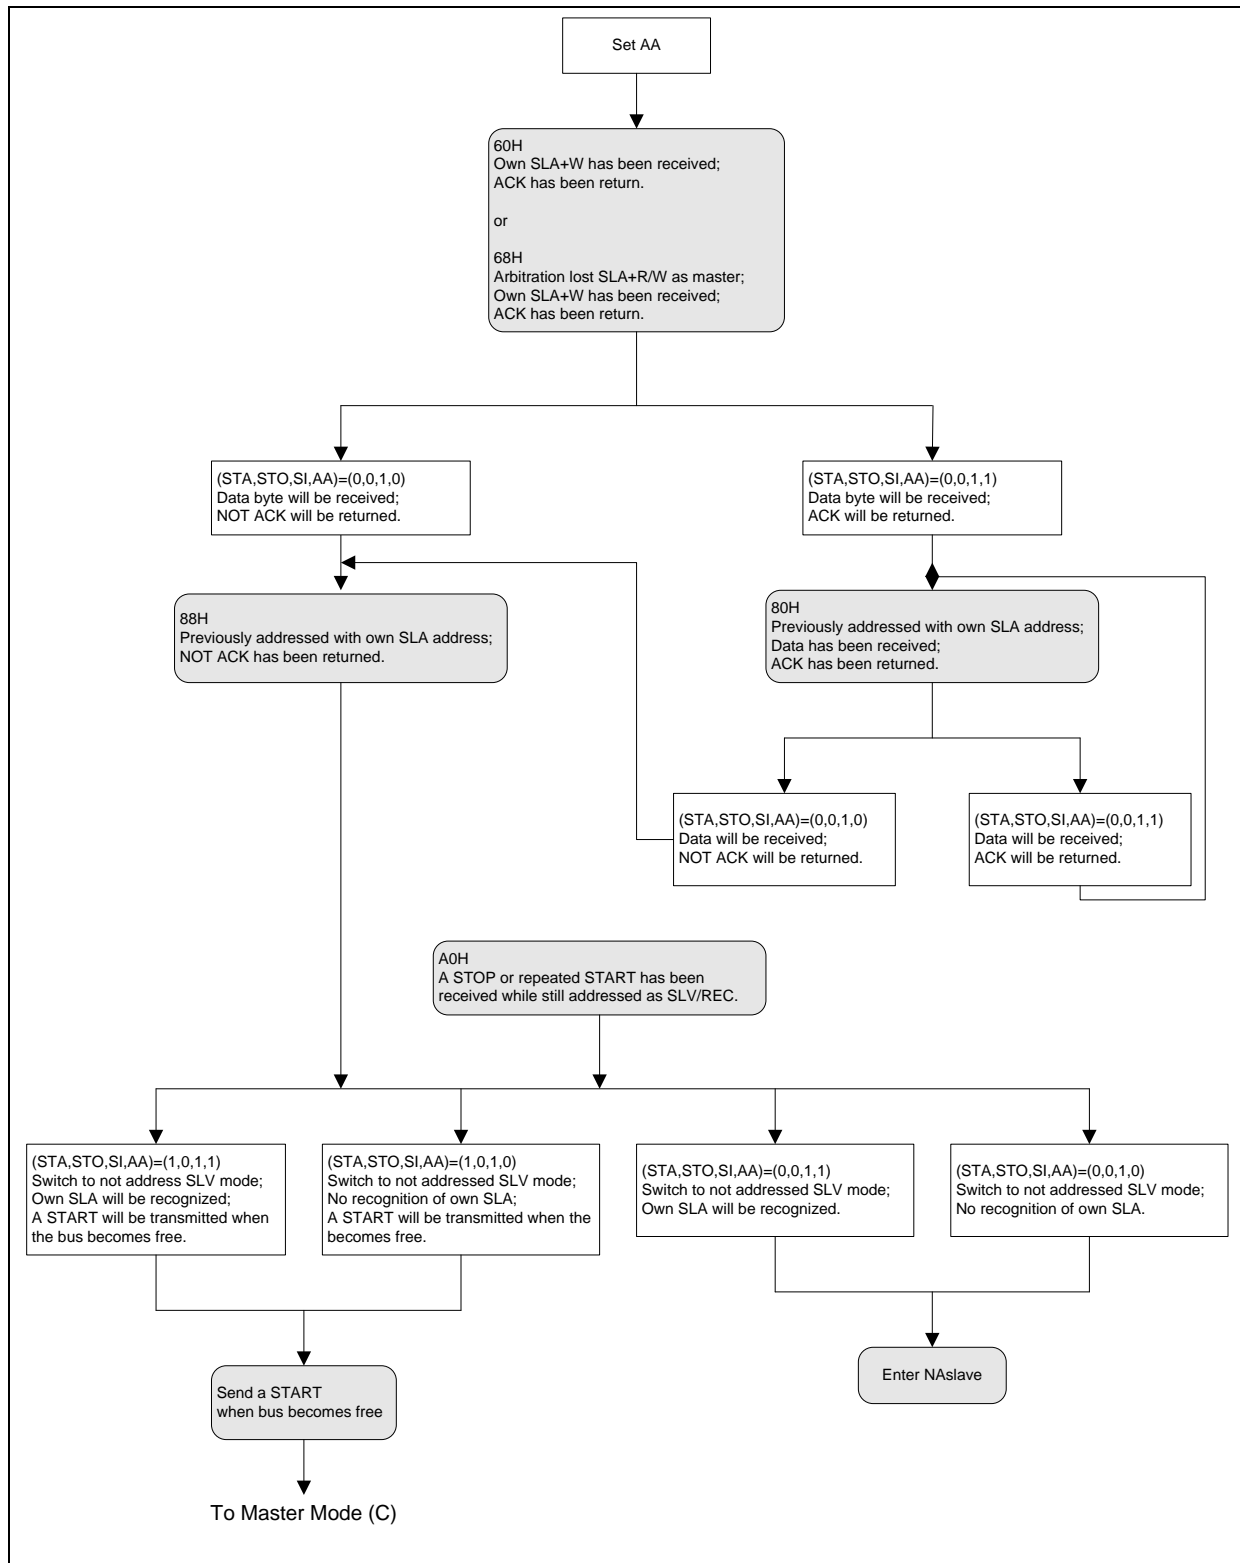 Set AA
60H
Own SLA+W has been received;
ACK has been return.
or
68H
Arbitration lost SLA+R/W as master;
Own SLA+W has been received;
ACK has been return.
(STA,STO,SI,AA)=(0,0,1,0)
Data byte will be received;
NOT ACK will be returned.
(STA,STO,SI,AA)=(0,0,1,1)
Data byte will be received;
ACK will be returned.
88H
Previously addressed with own SLA address;
NOT ACK has been returned.
80H
Previously addressed with own SLA address;
Data has been received;
ACK has been returned.
(STA,STO,SI,AA)=(0,0,1,0)
Data will be received;
NOT ACK will be returned.
(STA,STO,SI,AA)=(0,0,1,1)
Data will be received;
ACK will be returned.
A0H
A STOP or repeated START has been
received while still addressed as SLV/REC.
(STA,STO,SI,AA)=(1,0,1,1)
Switch to not address SLV mode;
Own SLA will be recognized;
A START will be transmitted when
the bus becomes free.
(STA,STO,SI,AA)=(1,0,1,0)
Switch to not addressed SLV mode;
No recognition of own SLA;
A START will be transmitted when the
becomes free.
(STA,STO,SI,AA)=(0,0,1,1)
Switch to not addressed SLV mode;
Own SLA will be recognized.
(STA,STO,SI,AA)=(0,0,1,0)
Switch to not addressed SLV mode;
No recognition of own SLA.
Send a START
when bus becomes free
Enter NAslave
To Master Mode (C)